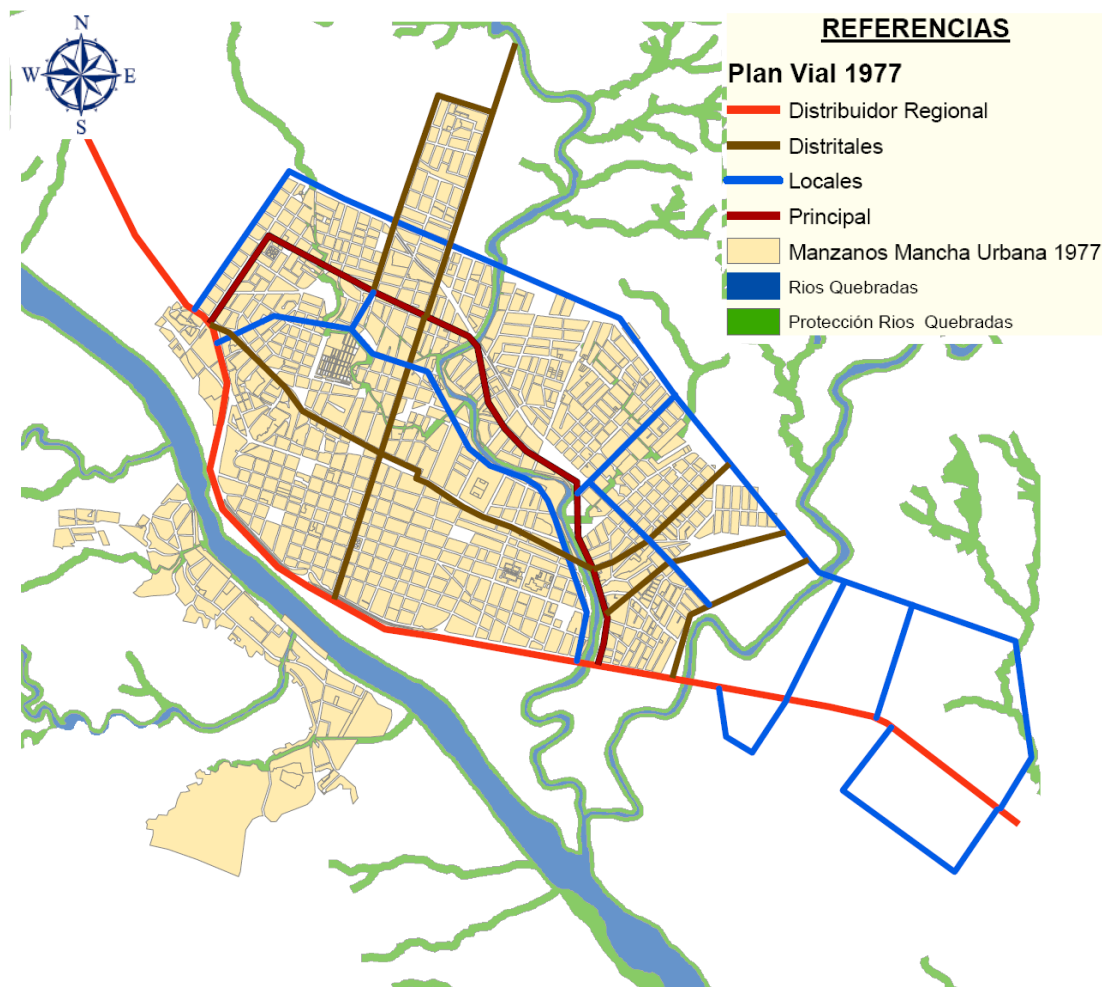 N
W
E
S
REFERENCIAS
Plan Vial 1977
Distribuidor Regional
Distritales
Locales
Principal
Manzanos Mancha Urbana 1977
Rios Quebradas
Protección Rios Quebradas